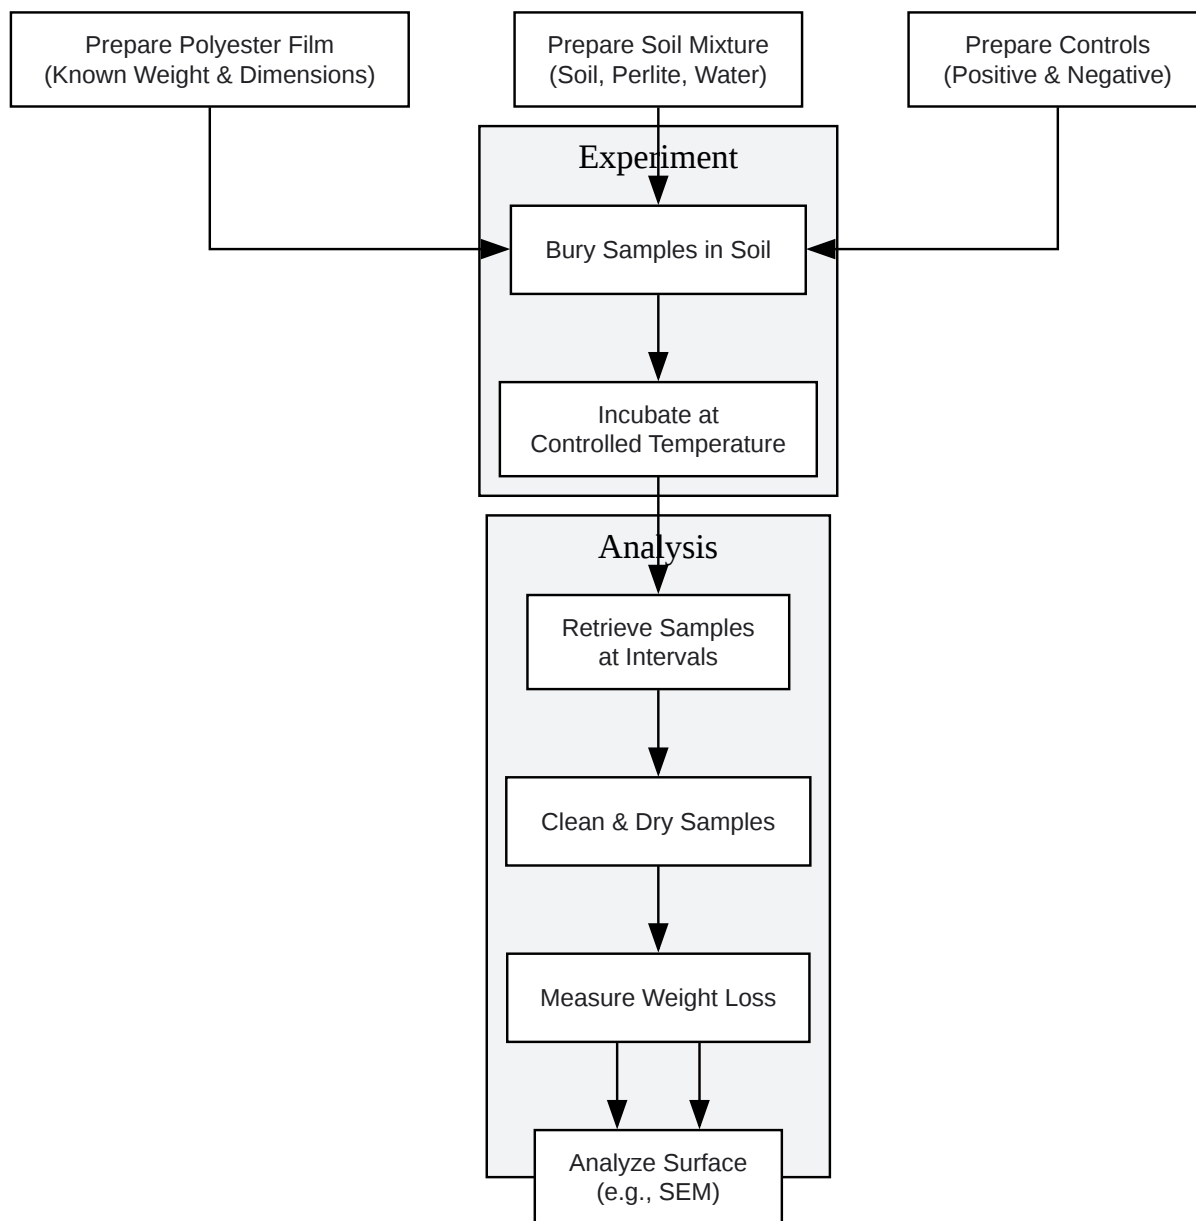 Prepare Polyester Film
(Known Weight & Dimensions)
Prepare Soil Mixture
(Soil, Perlite, Water)
Prepare Controls
(Positive & Negative)
Experiment
Bury Samples in Soil
Incubate at
Controlled Temperature
Analysis
Retrieve Samples
at Intervals
Clean & Dry Samples
Measure Weight Loss
Analyze Surface
(e.g., SEM)